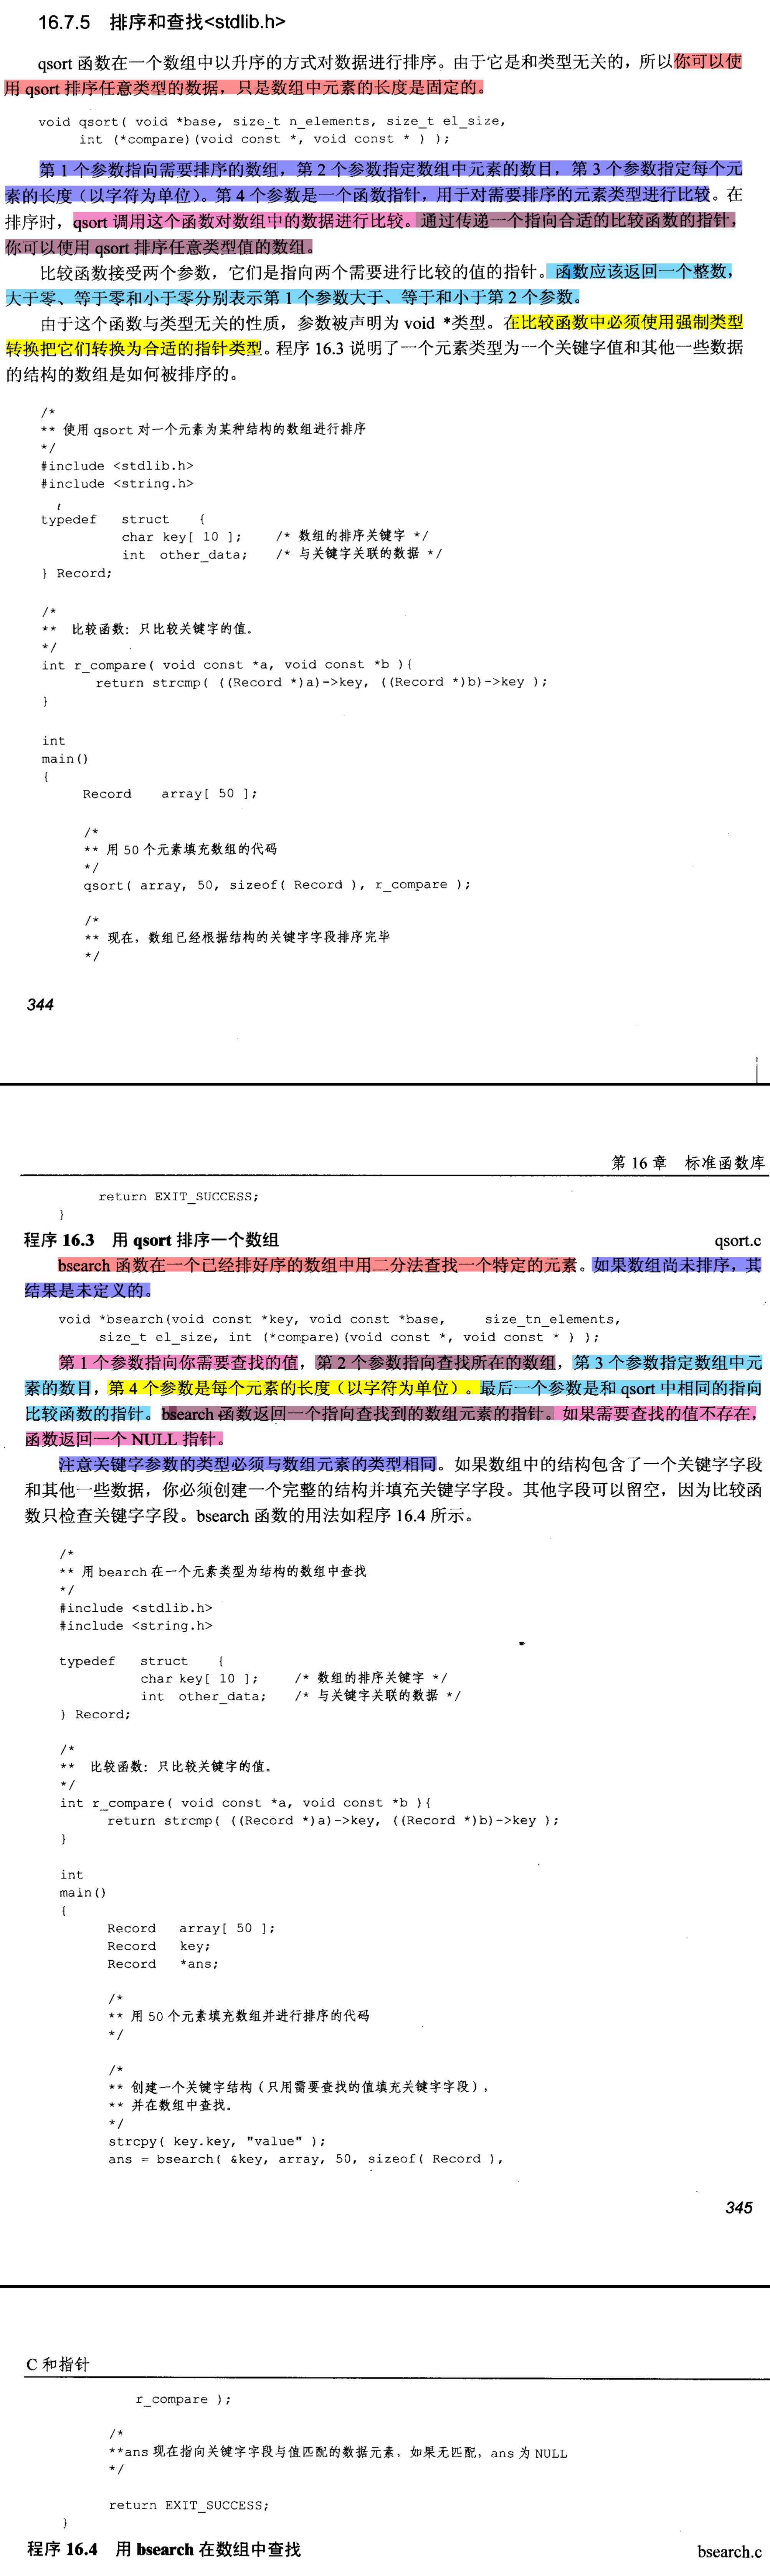 16.7.5 排序和查找<stdlib.h>
qsort 函数在一个数组中以升序的方式对数据进行排序。由于它是和类型无关的，所以你可以使
用 qsort 排序任意类型的数据，只是数组中元素的长度是固定的。
void qsort( void *base, size_t n_elements, size_t el_size,
int (*compare)(void const *, void const * ) );
第 1 个参数指向需要排序的数组，第 2 个参数指定数组中元素的数目，第 3 个参数指定每个元
素的长度（以字符为单位）。第 4 个参数是一个函数指针，用于对需要排序的元素类型进行比较。在
排序时，qsort 调用这个函数对数组中的数据进行比较。通过传递一个指向合适的比较函数的指针，
你可以使用 qsort 排序任意类型值的数组。
比较函数接受两个参数，它们是指向两个需要进行比较的值的指针。函数应该返回一个整数，
大于零、等于零和小于零分别表示第 1 个参数大于、等于和小于第 2 个参数。
由于这个函数与类型无关的性质，参数被声明为 void *类型。在比较函数中必须使用强制类型
转换把它们转换为合适的指针类型。程序 16.3 说明了一个元素类型为一个关键字值和其他一些数据
的结构的数组是如何被排序的。
/*
** 使用 qsort 对一个元素为某种结构的数组进行排序
*/
#include <stdlib.h>
#include <string.h>
typedef struct {
char key[ 10 ]; /* 数组的排序关键字 */
int other_data; /* 与关键字关联的数据 */
} Record;
/*
** 比较函数：只比较关键字的值。
*/
int r_compare( void const *a, void const *b ){
return strcmp( ((Record *)a)->key, ((Record *)b)->key );
}
int
main()
{
Record array[ 50 ];
/*
** 用 50 个元素填充数组的代码
*/
qsort( array, 50, sizeof( Record ), r_compare );
/*
** 现在，数组已经根据结构的关键字字段排序完毕
*/
344
第 16 章 标准函数库
return EXIT_SUCCESS;
}
程序 16.3 用 qsort 排序一个数组 qsort.c
bsearch 函数在一个已经排好序的数组中用二分法查找一个特定的元素。如果数组尚未排序，其
结果是未定义的。
void *bsearch(void const *key, void const *base, size_tn_elements,
size_t el_size, int (*compare)(void const *, void const * ) );
第 1 个参数指向你需要查找的值，第 2 个参数指向查找所在的数组，第 3 个参数指定数组中元
素的数目，第 4 个参数是每个元素的长度（以字符为单位）。最后一个参数是和 qsort 中相同的指向
比较函数的指针。bsearch 函数返回一个指向查找到的数组元素的指针。如果需要查找的值不存在，
函数返回一个 NULL 指针。
注意关键字参数的类型必须与数组元素的类型相同。如果数组中的结构包含了一个关键字字段
和其他一些数据，你必须创建一个完整的结构并填充关键字字段。其他字段可以留空，因为比较函
数只检查关键字字段。bsearch 函数的用法如程序 16.4 所示。
/*
** 用 bearch 在一个元素类型为结构的数组中查找
*/
#include <stdlib.h>
#include <string.h>
typedef struct {
char key[ 10 ]; /* 数组的排序关键字 */
int other_data; /* 与关键字关联的数据 */
} Record;
/*
** 比较函数：只比较关键字的值。
*/
int r_compare( void const *a, void const *b ){
return strcmp( ((Record *)a)->key, ((Record *)b)->key );
}
int
main()
{
Record array[ 50 ];
Record key;
Record *ans;
/*
** 用 50 个元素填充数组并进行排序的代码
*/
/*
** 创建一个关键字结构（只用需要查找的值填充关键字字段），
** 并在数组中查找。
*/
strcpy( key.key, "value" );
ans = bsearch( &key, array, 50, sizeof( Record ),
345
C 和指针
r_compare );
/*
**ans 现在指向关键字字段与值匹配的数据元素，如果无匹配，ans 为 NULL
*/
return EXIT_SUCCESS;
}
程序 16.4 用 bsearch 在数组中查找 bsearch.c